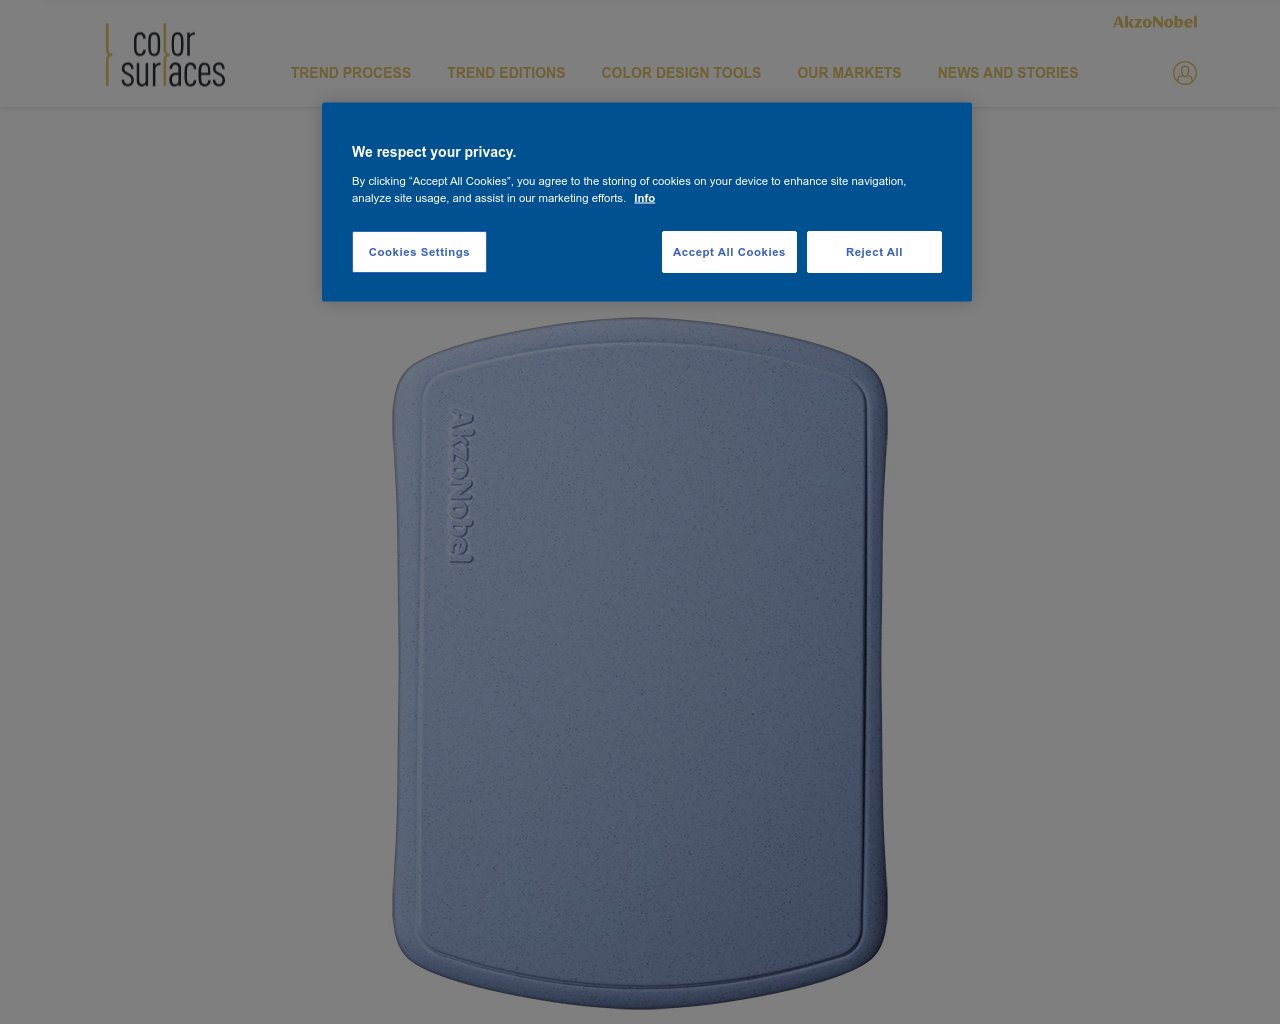 AkzoNobel
color
surfaces
TREND PROCESS
TREND EDITIONS
COLOR DESIGN TOOLS
OUR MARKETS
NEWS AND STORIES
We respect your privacy.
By clicking “Accept All Cookies”, you agree to the storing of cookies on your device to enhance site navigation,
analyze site usage, and assist in our marketing efforts. Info
Cookies Settings
Accept All Cookies
Reject All
AkzoNobel